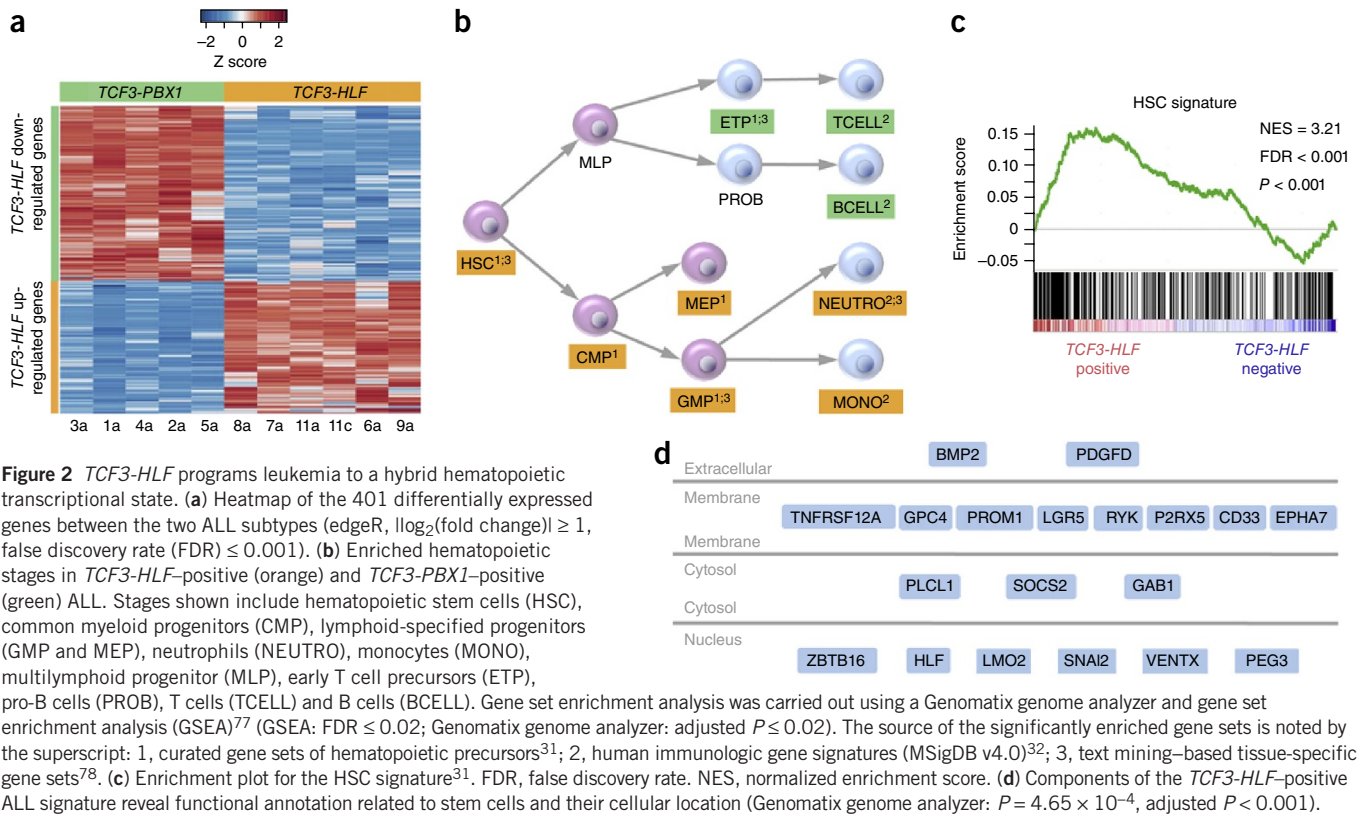 a
−2 0 2
Z score
TCF3-PBX1 TCF3-HLF
TCF3-HLF down-
regulated genes
TCF3-HLF up-
regulated genes
3a 1a 4a 2a 5a 8a 7a 11a 11c 6a 9a
b
ETP1;3 TCELL2
MLP
PROB
BCELL2
HSC1;3
MEP1 NEUTRO2;3
CMP1
GMP1;3 MONO2
c
HSC signature
NES = 3.21
FDR < 0.001
P < 0.001
Enrichment score
0.15
0.10
0.05
0
−0.05
TCF3-HLF
positive
TCF3-HLF
negative
d
BMP2 PDGFD
Extracellular
Membrane
TNFRSF12A GPC4 PROM1 LGR5 RYK P2RX5 CD33 EPHA7
Membrane
Cytosol
PLCL1 SOCS2 GAB1
Cytosol
Nucleus
ZBTB16 HLF LMO2 SNAI2 VENTX PEG3
Figure 2 TCF3-HLF programs leukemia to a hybrid hematopoietic
transcriptional state. (a) Heatmap of the 401 differentially expressed
genes between the two ALL subtypes (edgeR, |log2(fold change)| ≥ 1,
false discovery rate (FDR) ≤ 0.001). (b) Enriched hematopoietic
stages in TCF3-HLF–positive (orange) and TCF3-PBX1–positive
(green) ALL. Stages shown include hematopoietic stem cells (HSC),
common myeloid progenitors (CMP), lymphoid-specified progenitors
(GMP and MEP), neutrophils (NEUTRO), monocytes (MONO),
multilymphoid progenitor (MLP), early T cell precursors (ETP),
pro-B cells (PROB), T cells (TCELL) and B cells (BCELL). Gene set enrichment analysis was carried out using a Genomatix genome analyzer and gene set
enrichment analysis (GSEA)77 (GSEA: FDR ≤ 0.02; Genomatix genome analyzer: adjusted P ≤ 0.02). The source of the significantly enriched gene sets is noted by
the superscript: 1, curated gene sets of hematopoietic precursors31; 2, human immunologic gene signatures (MSigDB v4.0)32; 3, text mining–based tissue-specific
gene sets78. (c) Enrichment plot for the HSC signature31. FDR, false discovery rate. NES, normalized enrichment score. (d) Components of the TCF3-HLF–positive
ALL signature reveal functional annotation related to stem cells and their cellular location (Genomatix genome analyzer: P = 4.65 × 10−4, adjusted P < 0.001).